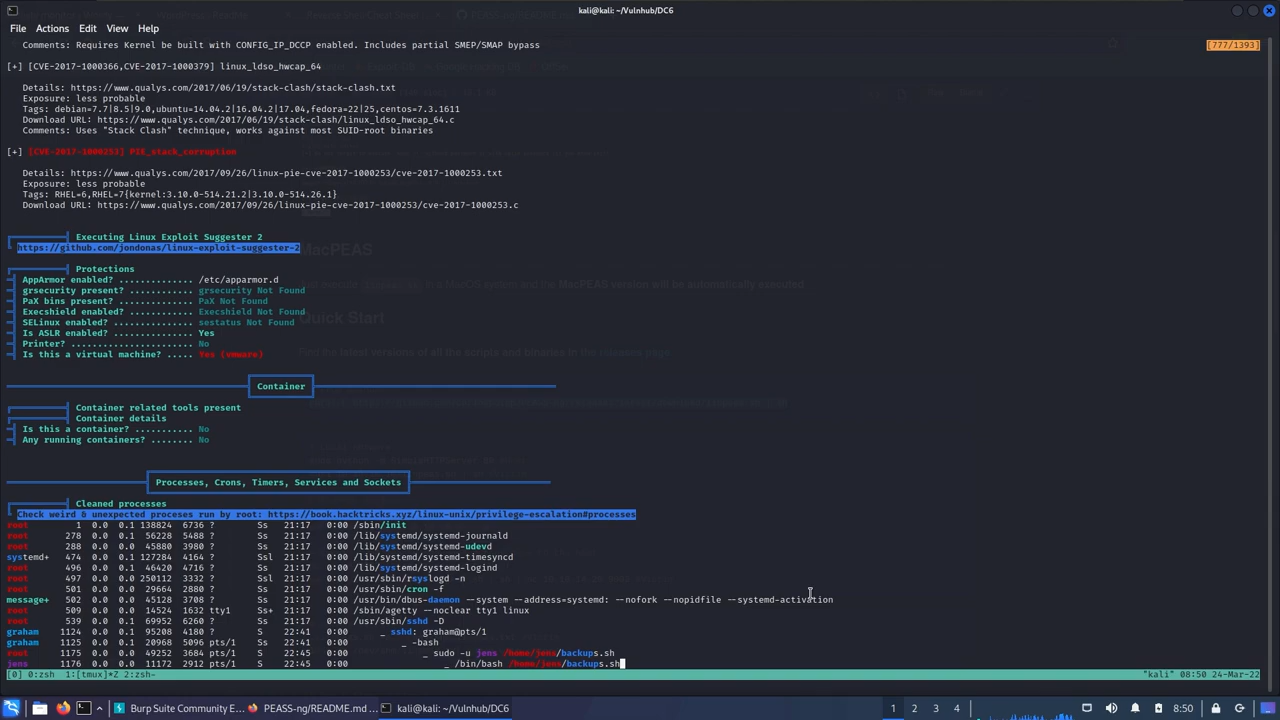 kali@kali: ~/Vulnhub/DC6
File Actions Edit View Help
Comments: Requires Kernel be built with CONFIG_IP_DCCP enabled. Includes partial SMEP/SMAP bypass
[777/1393]
[+] [CVE-2017-1000366,CVE-2017-1000379] linux_ldso_hwcap_64
Details: https://www.qualys.com/2017/06/19/stack-clash/stack-clash.txt
Exposure: less probable
Tags: debian=7.7|8.5|9.0,ubuntu=14.04.2|16.04.2|17.04,fedora=22|25,centos=7.3.1611
Download URL: https://www.qualys.com/2017/06/19/stack-clash/linux_ldso_hwcap_64.c
Comments: Uses "Stack Clash" technique, works against most SUID-root binaries
[+] [CVE-2017-1000253] PIE_stack_corruption
Details: https://www.qualys.com/2017/09/26/linux-pie-cve-2017-1000253/cve-2017-1000253.txt
Exposure: less probable
Tags: RHEL=6,RHEL=7{kernel:3.10.0-514.21.2|3.10.0-514.26.1}
Download URL: https://www.qualys.com/2017/09/26/linux-pie-cve-2017-1000253/cve-2017-1000253.c
Executing Linux Exploit Suggester 2
https://github.com/jondonas/linux-exploit-suggester-2
MacPEAS
Protections
AppArmor enabled? .............. /etc/apparmor.d
grsecurity present? ............ grsecurity Not Found
PaX bins present? .............. PaX Not Found
Execshield enabled? ............ Execshield Not Found
SELinux enabled? ............... sestatus Not Found
Quick Start
Is ASLR enabled? ............... Yes
Printer? ....................... No
Is this a virtual machine? ..... Yes (vmware)
Container
Container related tools present
Container details
Is this a container? ........... No
Any running containers? ........ No
Processes, Crons, Timers, Services and Sockets
Cleaned processes
Check weird & unexpected proceses run by root: https://book.hacktricks.xyz/linux-unix/privilege-escalation#processes
root 1 0.0 0.1 138824 6736 ? Ss 21:17 0:00 /sbin/init
root 278 0.0 0.1 56228 5488 ? Ss 21:17 0:00 /lib/systemd/systemd-journald
root 288 0.0 0.0 45880 3980 ? Ss 21:17 0:00 /lib/systemd/systemd-udevd
systemd+ 474 0.0 0.1 127284 4164 ? Ssl 21:17 0:00 /lib/systemd/systemd-timesyncd
root 496 0.0 0.1 46420 4716 ? Ss 21:17 0:00 /lib/systemd/systemd-logind
root 497 0.0 0.0 250112 3332 ? Ssl 21:17 0:00 /usr/sbin/rsyslogd -n
root 501 0.0 0.0 29664 2880 ? Ss 21:17 0:00 /usr/sbin/cron -f
message+ 502 0.0 0.0 45128 3708 ? Ss 21:17 0:00 /usr/bin/dbus-daemon --system --address=systemd: --nofork --nopidfile --systemd-activation
root 509 0.0 0.0 14524 1632 tty1 Ss+ 21:17 0:00 /sbin/agetty --noclear tty1 linux
root 539 0.0 0.1 69952 6260 ? Ss 21:17 0:00 /usr/sbin/sshd -D
graham 1124 0.0 0.1 95208 4180 ? S 22:41 0:00 _ sshd: graham@pts/1
graham 1125 0.0 0.1 20968 5096 pts/1 Ss 22:41 0:00 _ -bash
root 1175 0.0 0.0 49252 3684 pts/1 S 22:45 0:00 _ sudo -u jens /home/jens/backups.sh
jens 1176 0.0 0.0 11172 2912 pts/1 S 22:45 0:00 _ /bin/bash /home/jens/backups.sh
[0] 0:zsh 1:[tmux]*Z 2:zsh- "kali" 08:50 24-Mar-22
Burp Suite Community E... PEASS-ng/README.md ... kali@kali: ~/Vulnhub/DC6 1 2 3 4 8:50